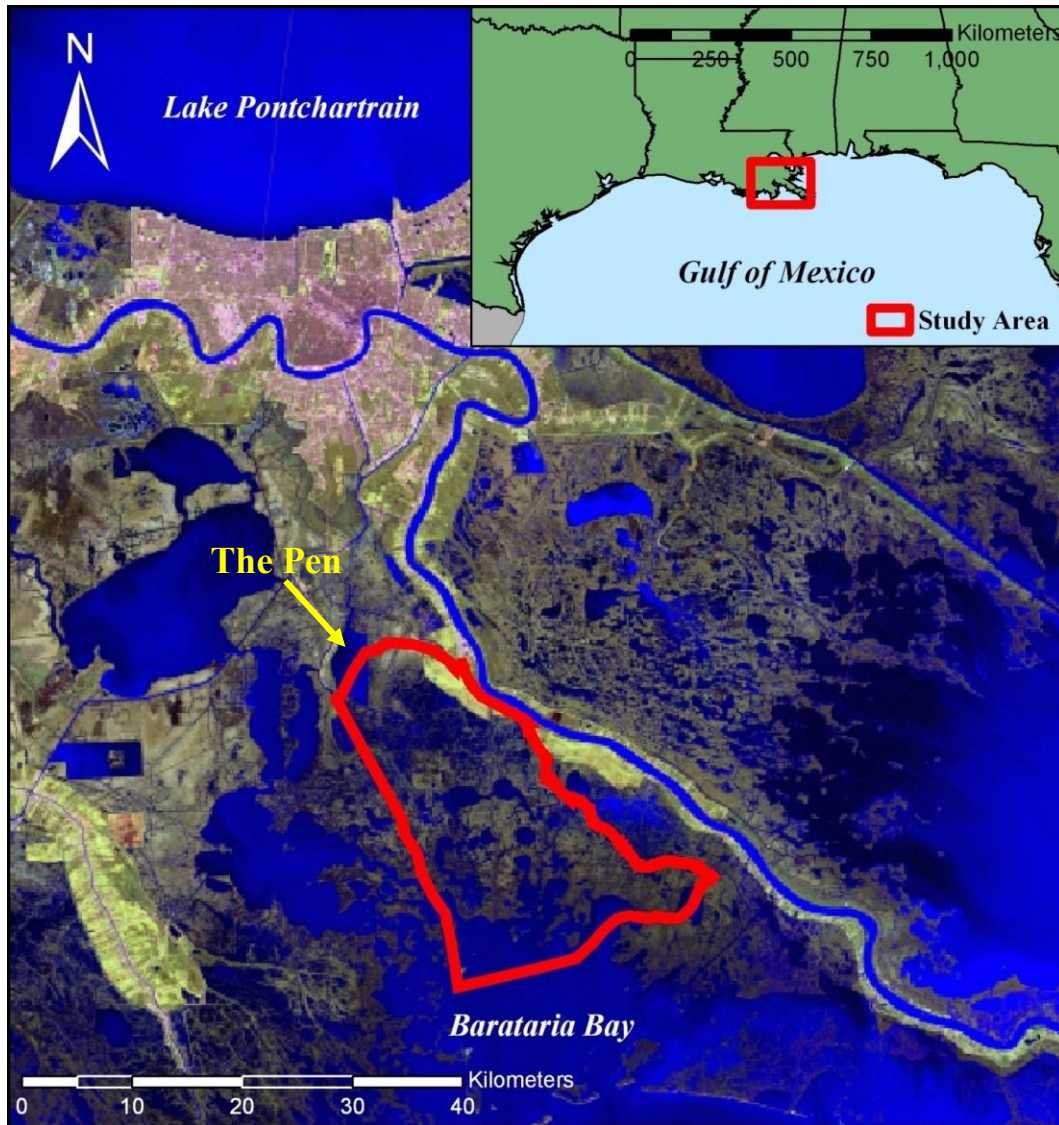 N
Lake Pontchartrain
Kilometers
0 250 500 750 1,000
Gulf of Mexico
Study Area
The Pen
Barataria Bay
Kilometers
0 10 20 30 40